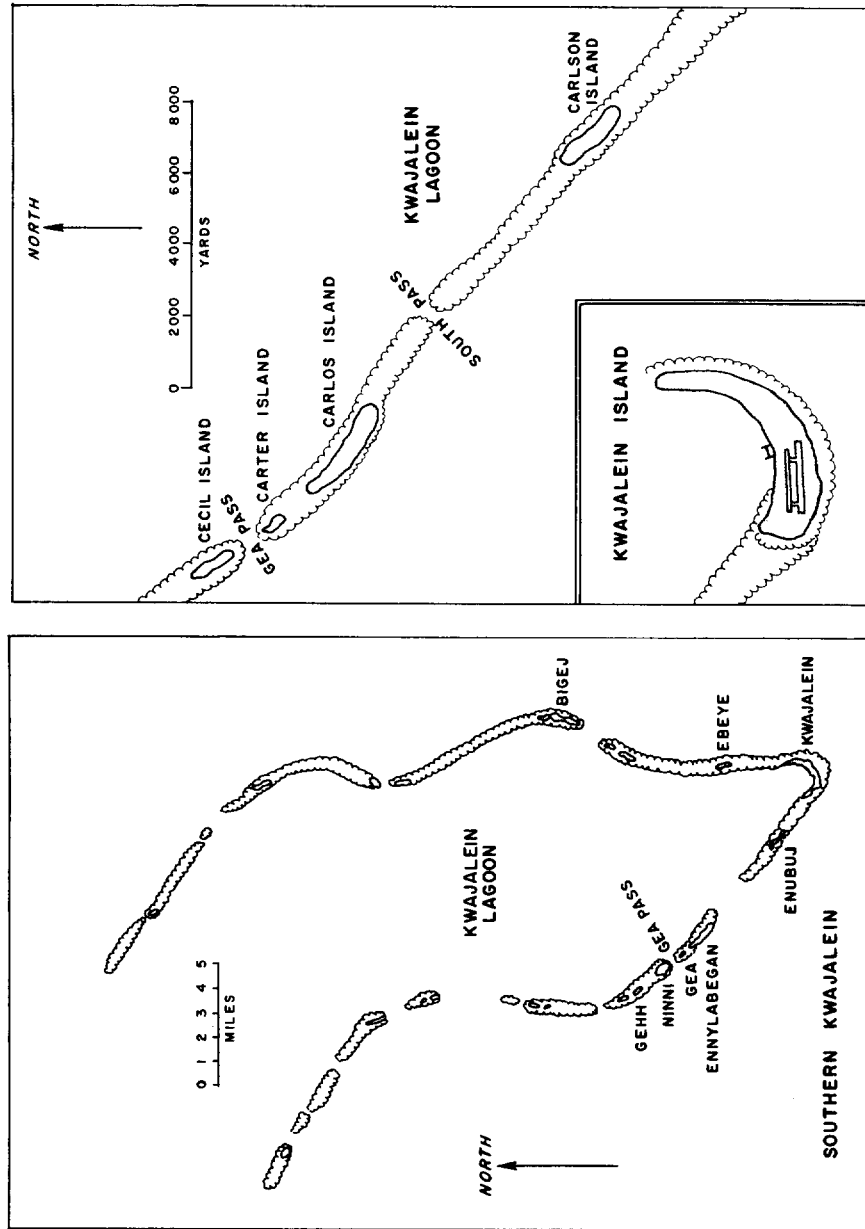 NORTH
0 1 2 3 4 5
MILES
KWAJALEIN
LAGOON
BIGEJ
GEHH
NINNI
GEA PASS
GEA
ENNYLABEGAN
EBEYE
ENUBUJ
KWAJALEIN
SOUTHERN KWAJALEIN
NORTH
0 2000 4000 6000 8000
YARDS
CECIL ISLAND
GEA PASS
CARTER ISLAND
CARLOS ISLAND
KWAJALEIN
LAGOON
SOUTH PASS
CARLSON
ISLAND
KWAJALEIN ISLAND